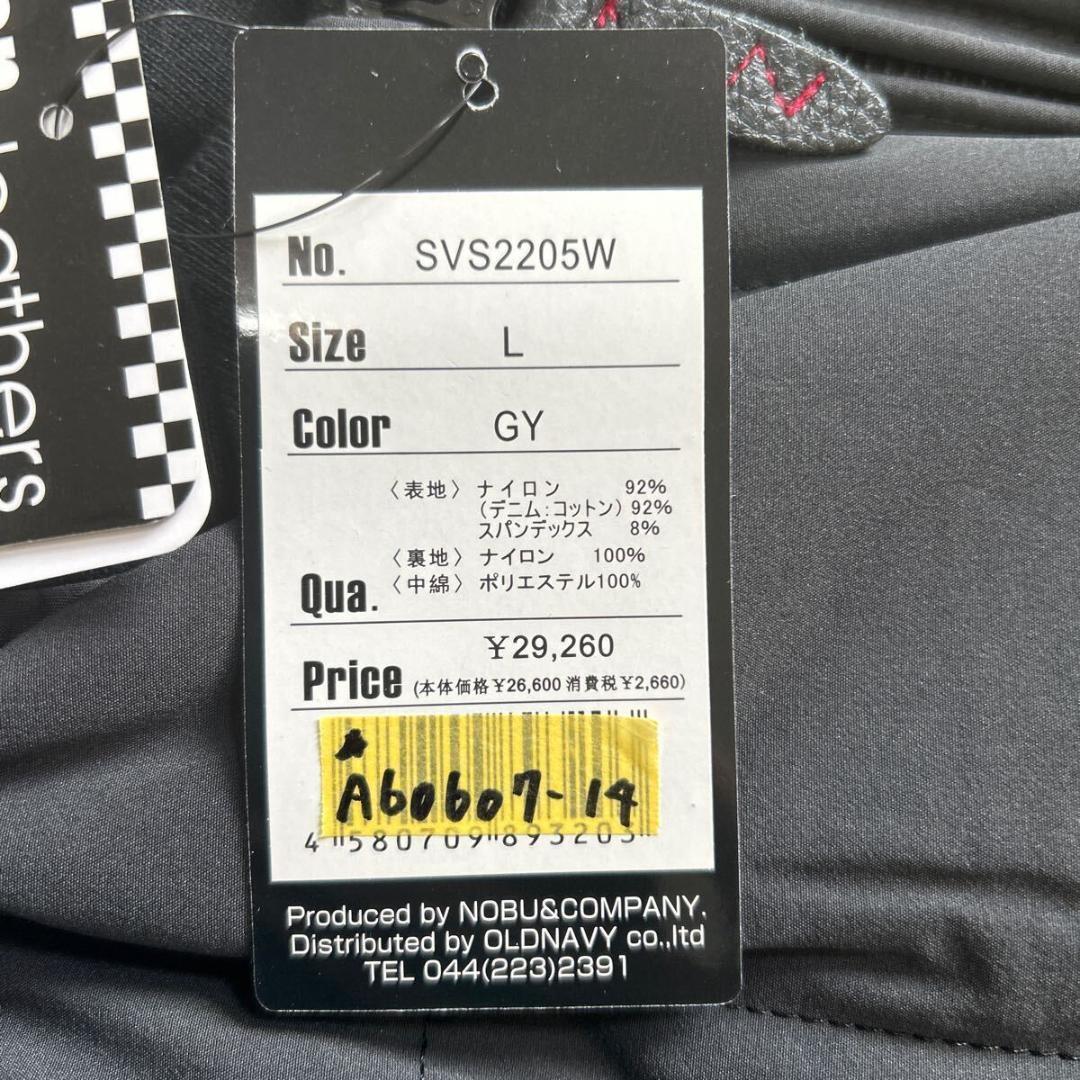 leathers
No. SVS2205W
Size L
Color GY
〈表地〉 ナイロン 92%
(デニム:コットン) 92%
スパンデックス 8%
〈裏地〉 ナイロン 100%
Qua. 〈中綿〉 ポリエステル100%
¥29,260
Price (本体価格¥26,600 消費税¥2,660)
A60607-14
4 580709 893203
Produced by NOBU&COMPANY.
Distributed by OLDNAVY co.,ltd
TEL 044(223)2391